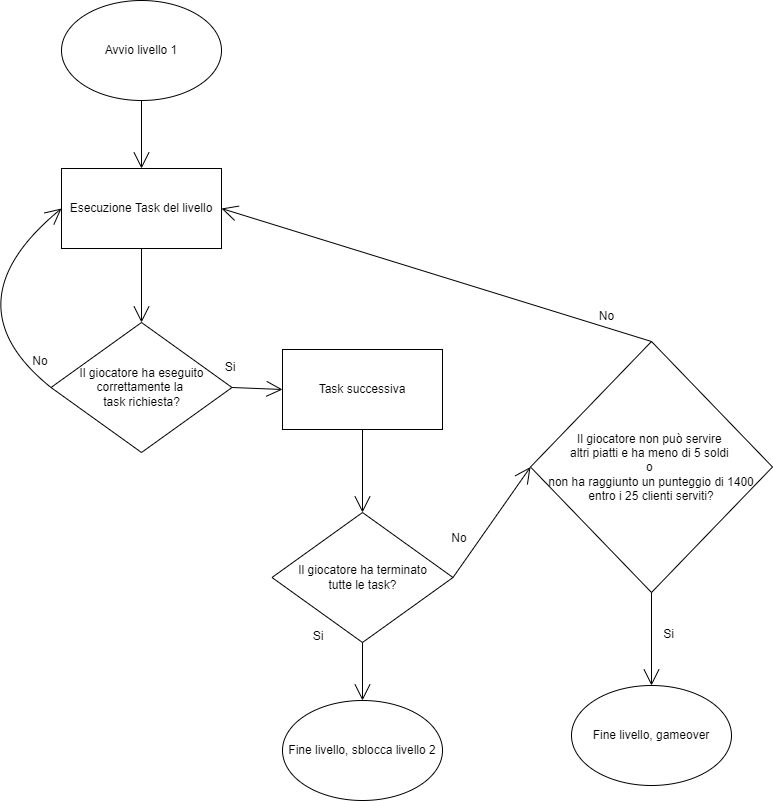 Avvio livello 1
Esecuzione Task del livello
No
Il giocatore ha eseguito
correttamente la
task richiesta?
Si
Task successiva
No
Il giocatore non può servire
altri piatti e ha meno di 5 soldi
o
non ha raggiunto un punteggio di 1400
entro i 25 clienti serviti?
No
Il giocatore ha terminato
tutte le task?
Si
Si
Fine livello, sblocca livello 2
Fine livello, gameover